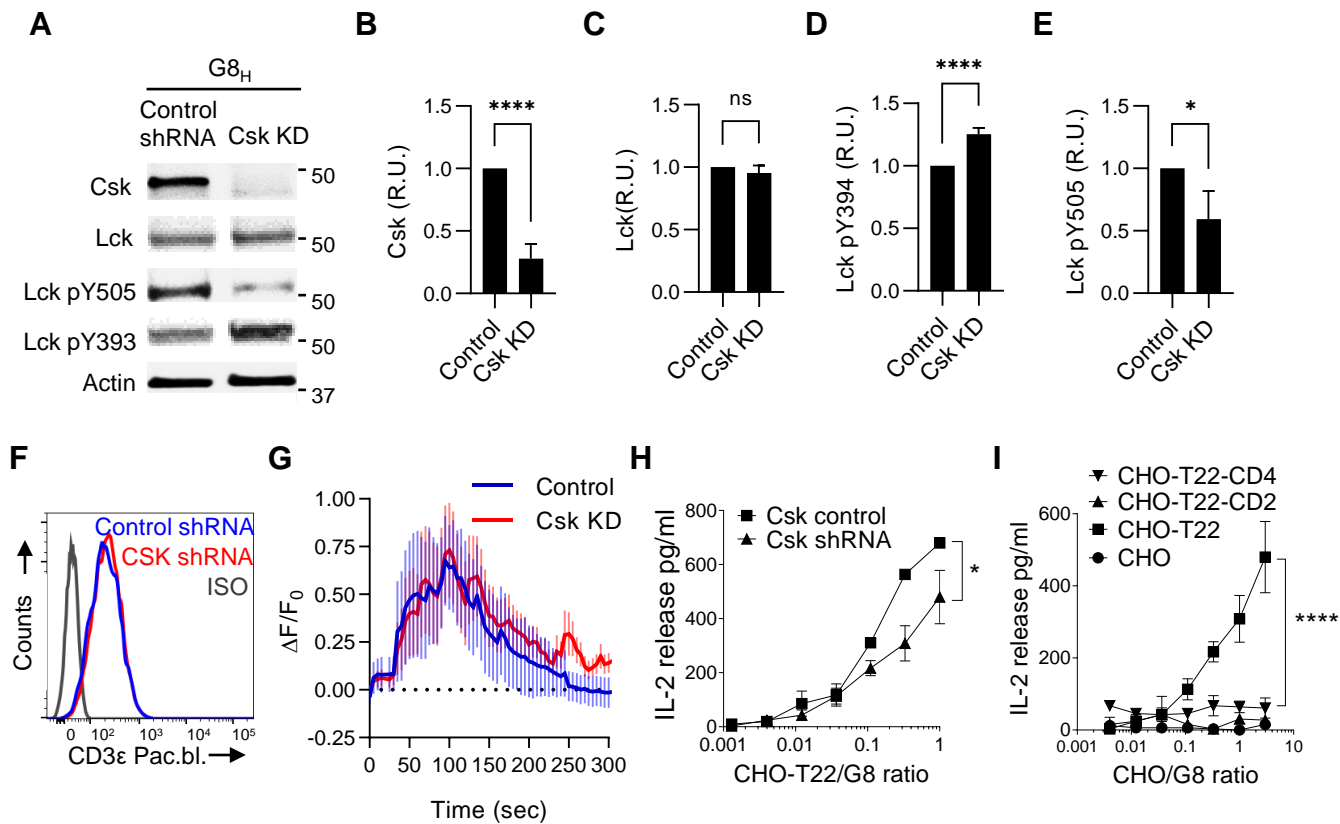 A
G8H
Control
shRNA
Csk KD
Csk
50
Lck
50
Lck pY505
50
Lck pY393
50
Actin
37
B
****
Csk (R.U.)
1.5
1.0
0.5
0.0
Control
Csk KD
C
ns
Lck(R.U.)
1.5
1.0
0.5
0.0
Control
Csk KD
D
****
Lck pY394 (R.U.)
1.5
1.0
0.5
0.0
Control
Csk KD
E
*
Lck pY505 (R.U.)
1.5
1.0
0.5
0.0
Control
Csk KD
F
Control shRNA
CSK shRNA
ISO
Counts
0 10² 10³ 10⁴ 10⁵
CD3ε Pac.bl.
G
Control
Csk KD
ΔF/F0
1.00
0.75
0.50
0.25
0.00
-0.25
0 50 100 150 200 250 300
Time (sec)
H
Csk control
Csk shRNA
*
IL-2 release pg/ml
800
600
400
200
0
0.001 0.01 0.1 1
CHO-T22/G8 ratio
I
CHO-T22-CD4
CHO-T22-CD2
CHO-T22
CHO
****
IL-2 release pg/ml
600
400
200
0
0.001 0.01 0.1 1 10
CHO/G8 ratio